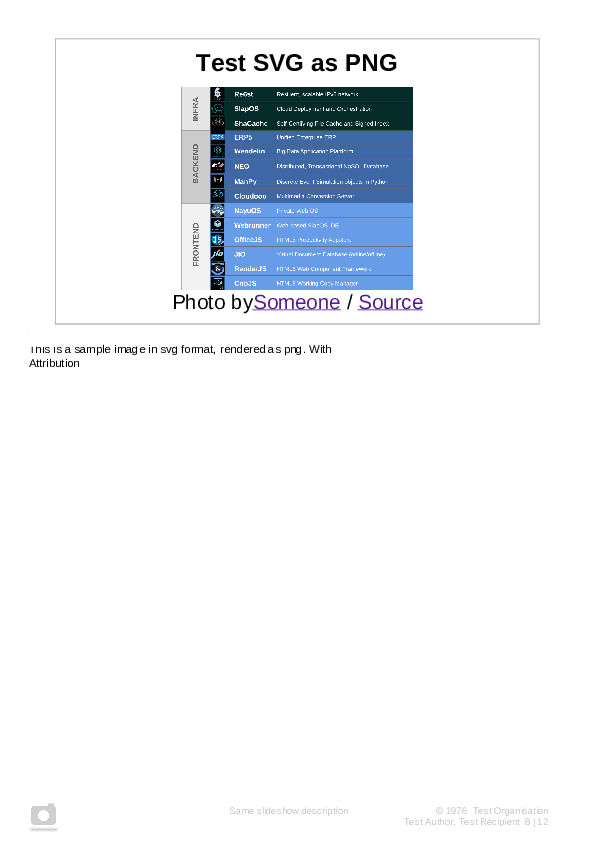 Test SVG as PNG
INFRA
Re6st Resilient, scalable IPv6 network
SlapOS Cloud Deployment and Orchestration
ShaCache Self-Certifying File Cache and Signed Index
BACKEND
ERP5 Unified Enterprise ERP
Wendelin Big Data Application Platform
NEO Distributed, Transactional NoSQL Database
ManPy Discrete Event Simulation objects in Python
Cloudooo Multimedia Conversion Server
FRONTEND
NayuOS Private Web OS
Webrunner Web-based SlapOS IDE
OfficeJS HTML5 Productivity Appstore
JIO Virtual Document Database (online/offline)
RenderJS HTML5 Web Component Framework
CribJS HTML5 Working Copy Manager
Photo bySomeone / Source
This is a sample image in svg format, rendered as png. With
Attribution
Same slideshow description
© 1976 Test Organisation
Test Author, Test Recipient 8 | 12